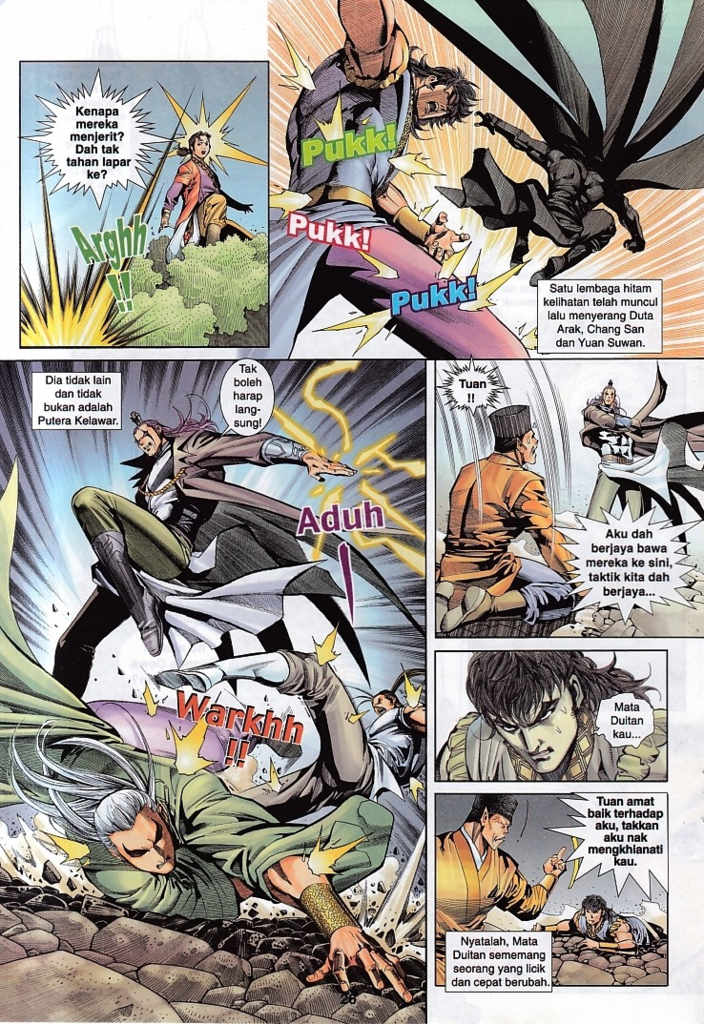 Kenapa
mereka
menjerit?
Dah tak
tahan lapar
ke?
Arghh
!!
Pukk!
Pukk!
Pukk!
Satu lembaga hitam
kelihatan telah muncul
lalu menyerang Duta
Arak, Chang San
dan Yuan Suwan.
Dia tidak lain
dan tidak
bukan adalah
Putera Kelawar.
Tak
boleh
harap
lang-
sung!
Aduh
!
Warkhh
!!
Tuan
!!
Aku dah
berjaya bawa
mereka ke sini,
taktik kita dah
berjaya...
Mata
Duitan
kau...
Tuan amat
baik terhadap
aku, takkan
aku nak
mengkhianati
kau.
Nyatalah, Mata
Duitan sememang
seorang yang licik
dan cepat berubah.
26